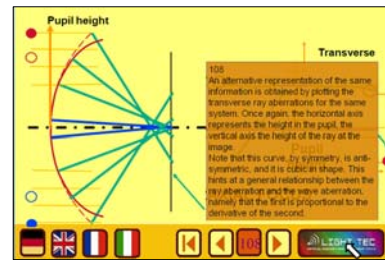 Pupil height
Transverse
108
An alternative representation of the same
information is obtained by plotting the
transverse ray aberrations for the same
system. Once again, the horizontal axis
represents the height in the pupil, the
vertical axis the height of the ray at the
image.
Note that this curve, by symmetry, is anti-
symmetric, and it is cubic in shape. This
hints at a general relationship between the
ray aberration and the wave aberration,
namely that the first is proportional to the
derivative of the second.
Pupil
108
LIGHT TEC